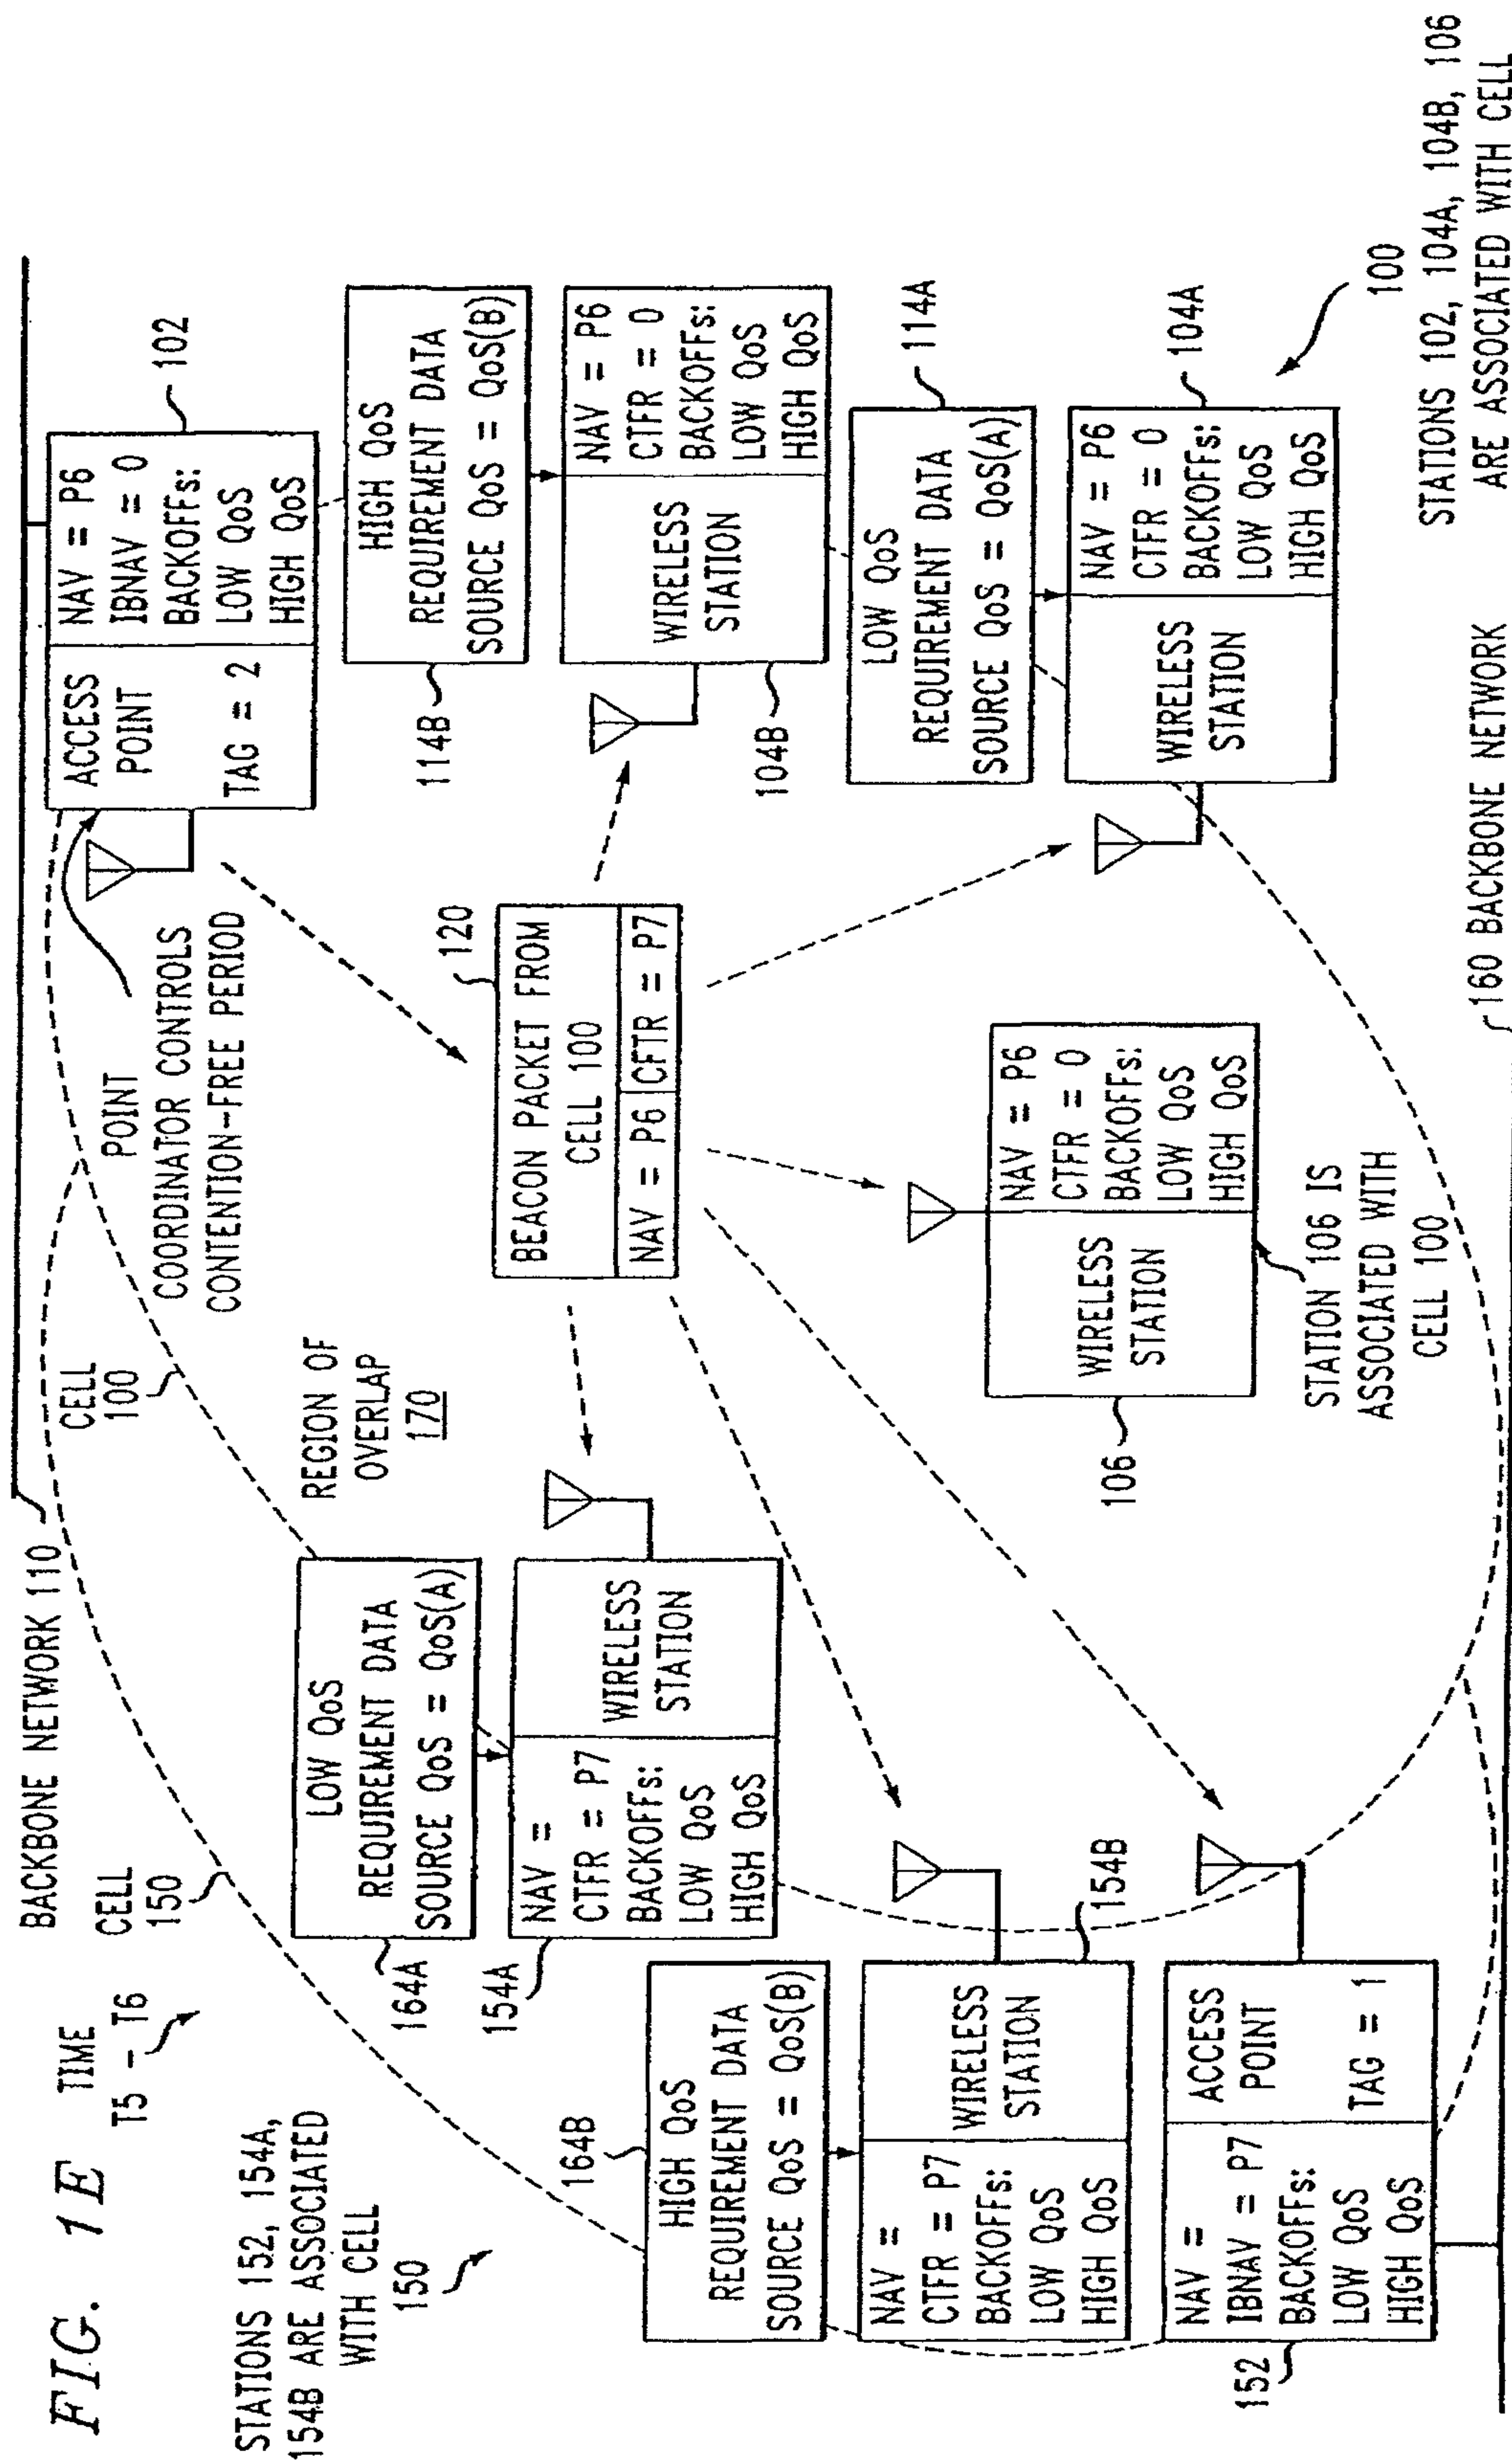 FIG. 1E
TIME
T5 – T6
STATIONS 152, 154A,
154B ARE ASSOCIATED
WITH CELL
150
BACKBONE NETWORK 110
CELL
150
CELL
100
REGION OF
OVERLAP
170
POINT
COORDINATOR CONTROLS
CONTENTION-FREE PERIOD
ACCESS
POINT
TAG = 2
NAV = P6
IBNAV = 0
BACKOFFs:
LOW QoS
HIGH QoS
102
HIGH QoS
REQUIREMENT DATA
SOURCE QoS = QoS(B)
114B
WIRELESS
STATION
NAV = P6
CTFR = 0
BACKOFFs:
LOW QoS
HIGH QoS
104B
LOW QoS
REQUIREMENT DATA
SOURCE QoS = QoS(A)
114A
WIRELESS
STATION
NAV = P6
CTFR = 0
BACKOFFs:
LOW QoS
HIGH QoS
104A
120
BEACON PACKET FROM
CELL 100
NAV = P6
CFTR = P7
WIRELESS
STATION
NAV = P6
CTFR = 0
BACKOFFs:
LOW QoS
HIGH QoS
106
STATION 106 IS
ASSOCIATED WITH
CELL 100
LOW QoS
REQUIREMENT DATA
SOURCE QoS = QoS(A)
164A
NAV =
CTFR = P7
BACKOFFs:
LOW QoS
HIGH QoS
WIRELESS
STATION
154A
164B
HIGH QoS
REQUIREMENT DATA
SOURCE QoS = QoS(B)
NAV =
CTFR = P7
BACKOFFs:
LOW QoS
HIGH QoS
WIRELESS
STATION
154B
NAV =
IBNAV = P7
BACKOFFs:
LOW QoS
HIGH QoS
ACCESS
POINT
TAG = 1
152
160 BACKBONE NETWORK
100
STATIONS 102, 104A, 104B, 106
ARE ASSOCIATED WITH CELL